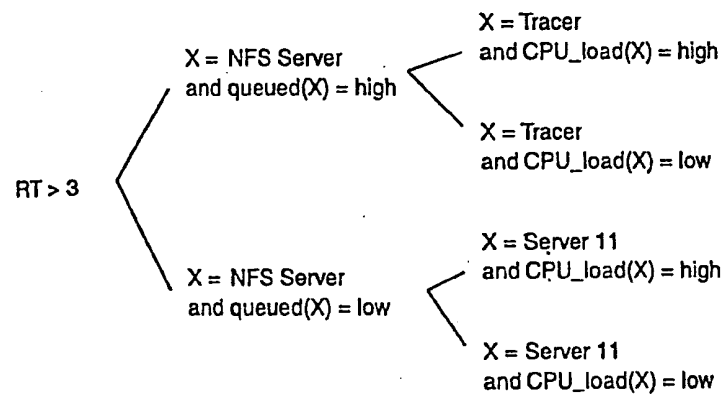 RT > 3
X = NFS Server
and queued(X) = high
X = Tracer
and CPU_load(X) = high
X = Tracer
and CPU_load(X) = low
X = NFS Server
and queued(X) = low
X = Server 11
and CPU_load(X) = high
X = Server 11
and CPU_load(X) = low